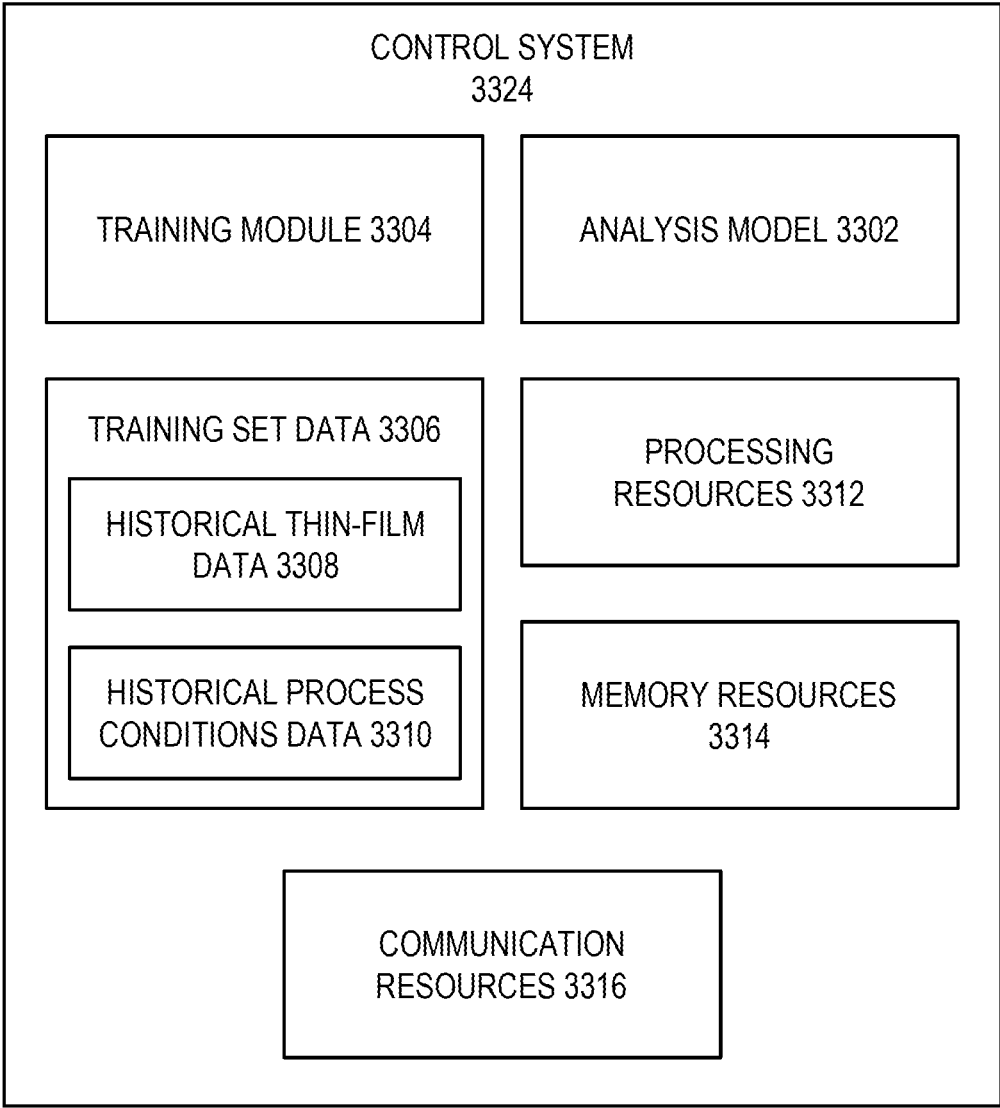 CONTROL SYSTEM
3324
TRAINING MODULE 3304
ANALYSIS MODEL 3302
TRAINING SET DATA 3306
HISTORICAL THIN-FILM
DATA 3308
HISTORICAL PROCESS
CONDITIONS DATA 3310
PROCESSING
RESOURCES 3312
MEMORY RESOURCES
3314
COMMUNICATION
RESOURCES 3316